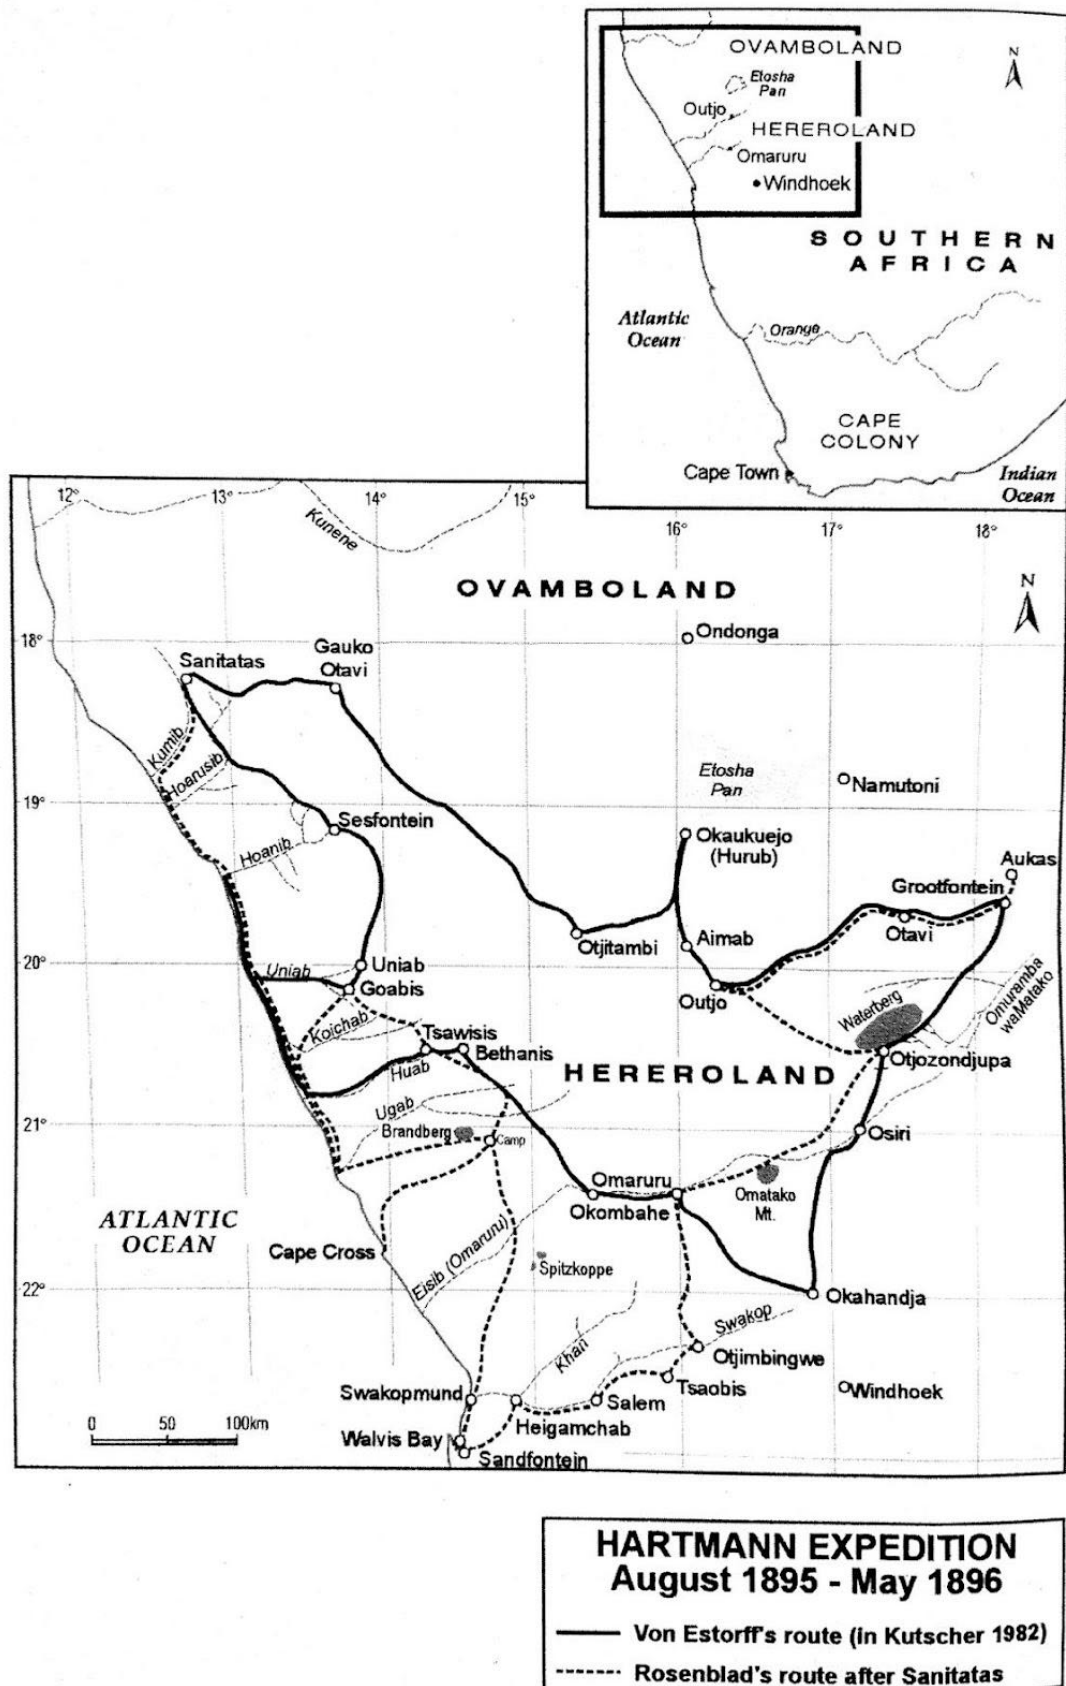 OVAMBOLAND
N
Etosha
Pan
Outjo
HEREROLAND
Omaruru
Windhoek
SOUTHERN
AFRICA
Atlantic
Ocean
Orange
CAPE
COLONY
Cape Town
Indian
Ocean
12°
13°
14°
15°
16°
17°
18°
Kunene
OVAMBOLAND
N
18°
Ondonga
Gauko
Otavi
Sanitatas
Kumib
Hoarusib
Etosha
Pan
Namutoni
19°
Sesfontein
Okaukuejo
(Hurub)
Hoanib
Aukas
Grootfontein
Otavi
Otjitambi
Aimab
20°
Uniab
Uniab
Goabis
Outjo
Waterberg
Omuramba
waMatako
Koichab
Tsawisis
Bethanis
Otjozondjupa
Huab
HEREROLAND
Ugab
21°
Brandberg
Camp
Osiri
Omaruru
Okombahe
Omatako
Mt.
ATLANTIC
OCEAN
Cape Cross
Eisib (Omaruru)
Spitzkoppe
22°
Okahandja
Swakop
Khan
Otjimbingwe
Tsaobis
Windhoek
Swakopmund
Salem
Heigamchab
0 50 100km
Walvis Bay
Sandfontein
HARTMANN EXPEDITION
August 1895 - May 1896
Von Estorff's route (in Kutscher 1982)
Rosenblad's route after Sanitatas